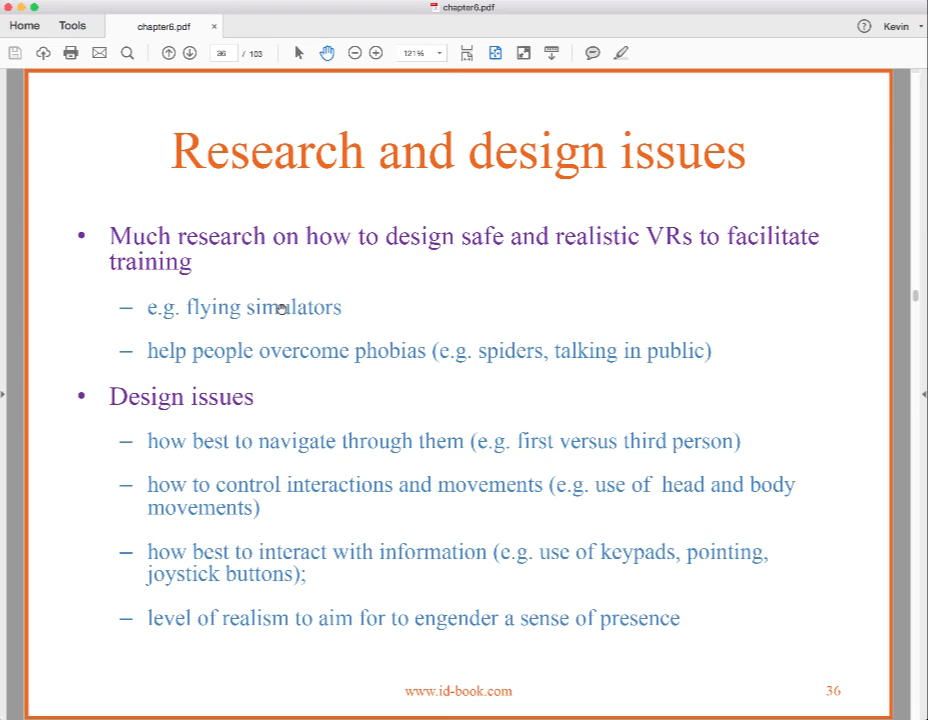 chapter6.pdf
Home Tools chapter6.pdf × ? Kevin
36 / 103 121%
Research and design issues
• Much research on how to design safe and realistic VRs to facilitate
training
– e.g. flying simulators
– help people overcome phobias (e.g. spiders, talking in public)
• Design issues
– how best to navigate through them (e.g. first versus third person)
– how to control interactions and movements (e.g. use of head and body
movements)
– how best to interact with information (e.g. use of keypads, pointing,
joystick buttons);
– level of realism to aim for to engender a sense of presence
www.id-book.com 36